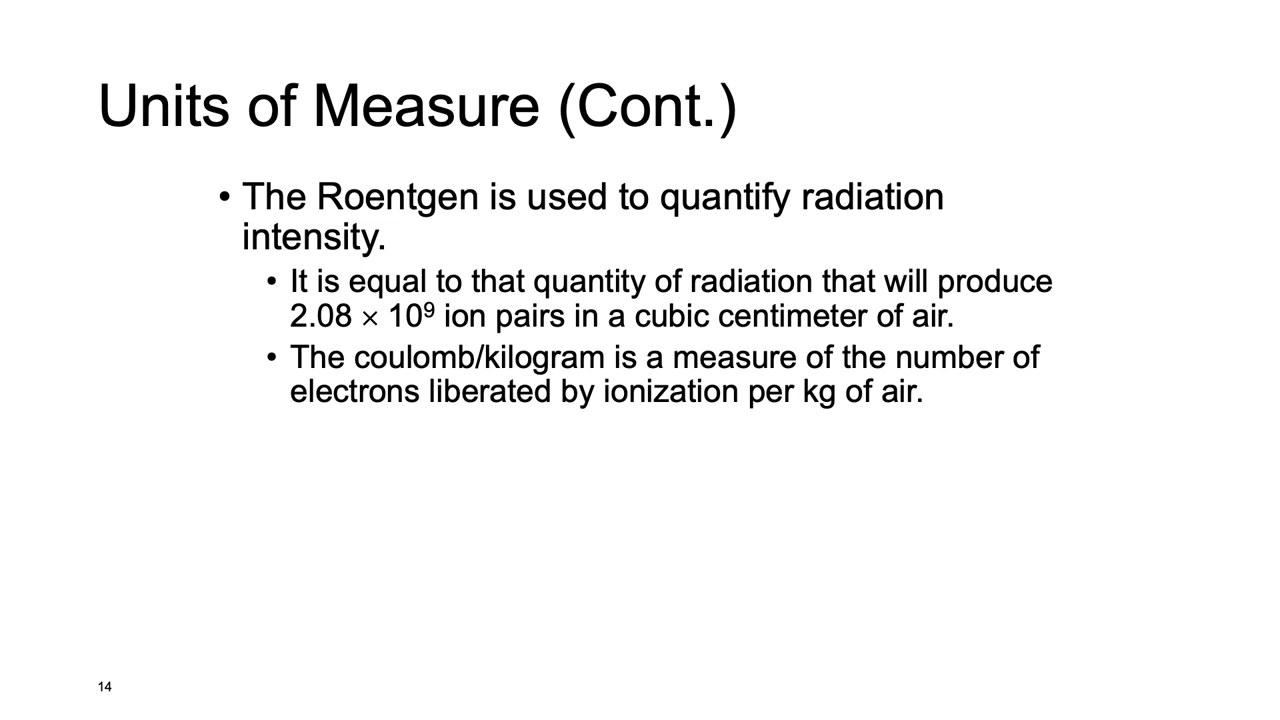 Units of Measure (Cont.)
• The Roentgen is used to quantify radiation
intensity.
• It is equal to that quantity of radiation that will produce
2.08 × 10⁹ ion pairs in a cubic centimeter of air.
• The coulomb/kilogram is a measure of the number of
electrons liberated by ionization per kg of air.
14